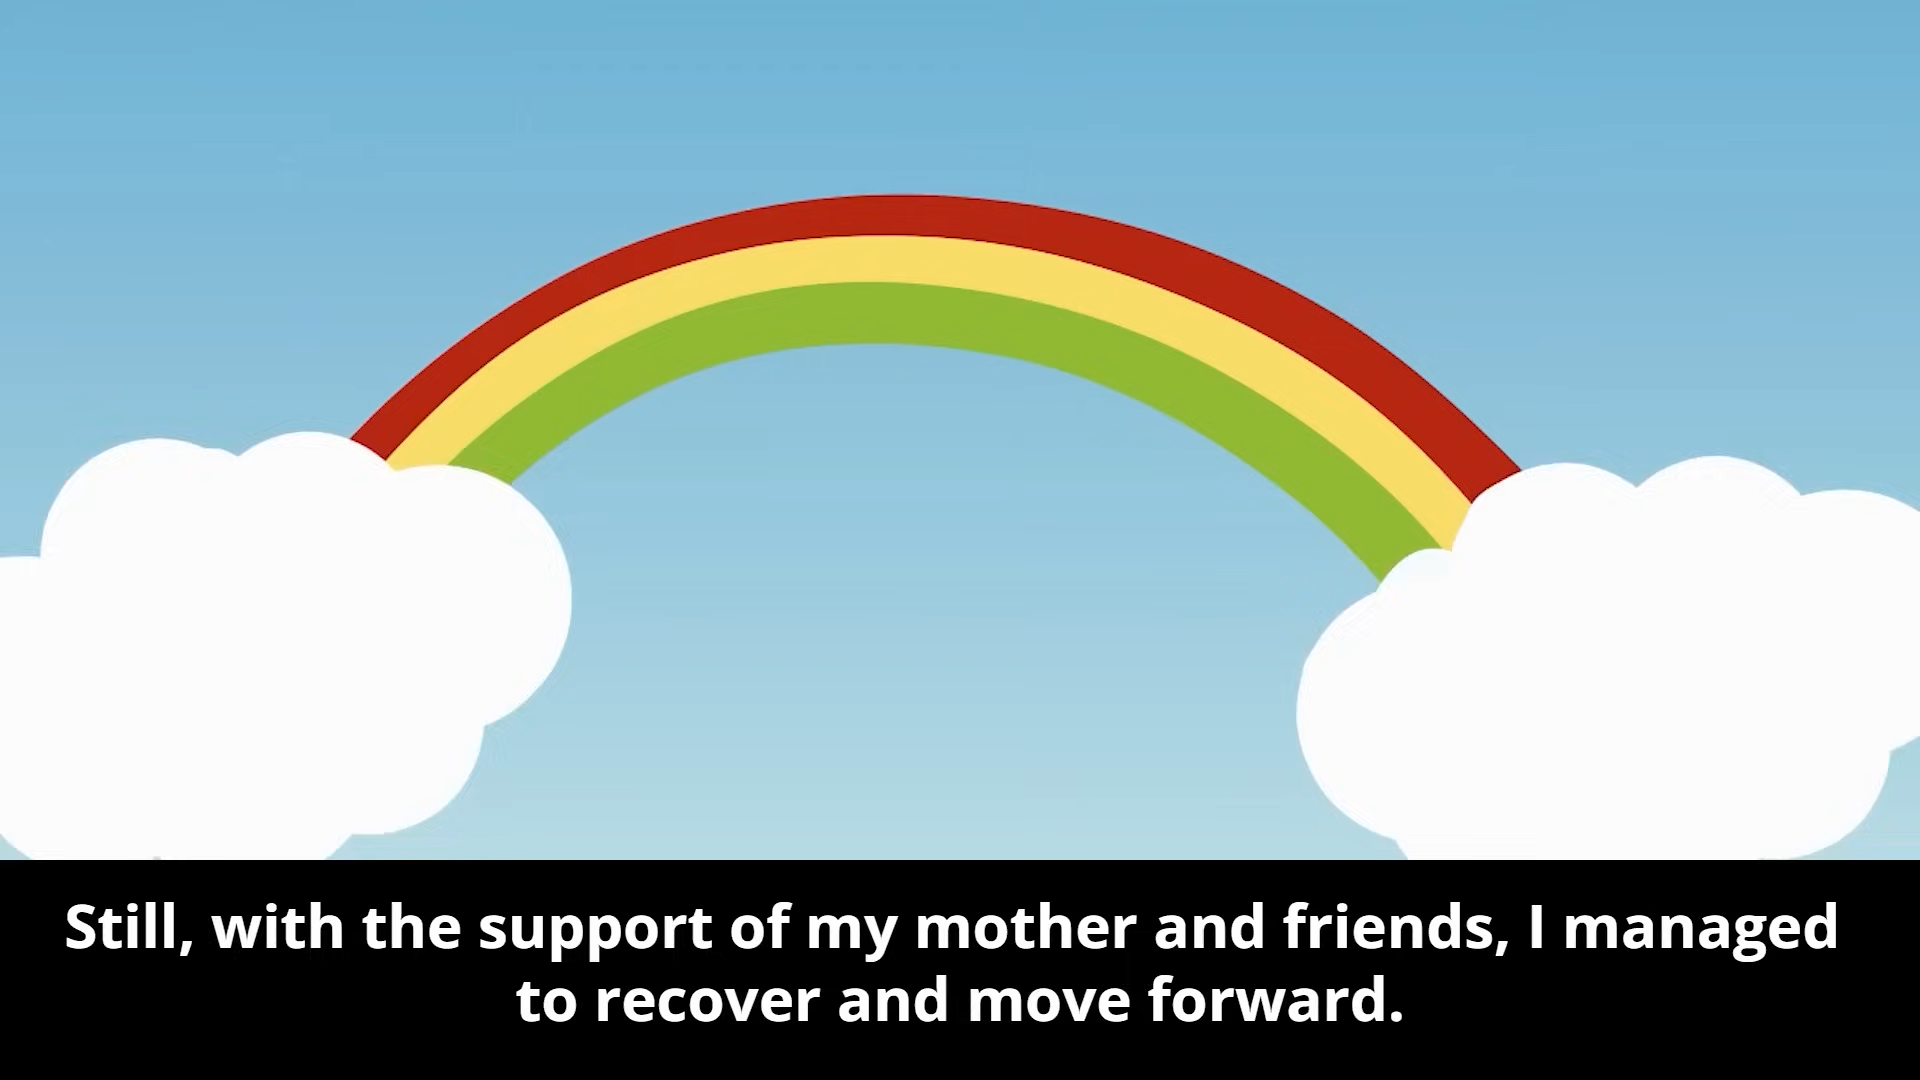 Still, with the support of my mother and friends, I managed
to recover and move forward.